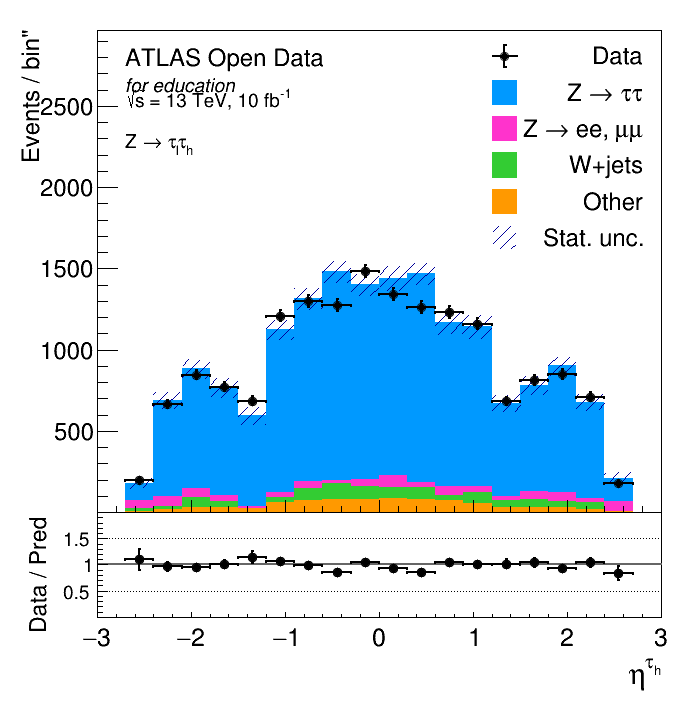 Events / bin"
ATLAS Open Data
for education
√s = 13 TeV, 10 fb-1
Z → τlτh
Data
Z → ττ
Z → ee, μμ
W+jets
Other
Stat. unc.
2500
2000
1500
1000
500
Data / Pred
1.5
1
0.5
−3 −2 −1 0 1 2 3
ητh